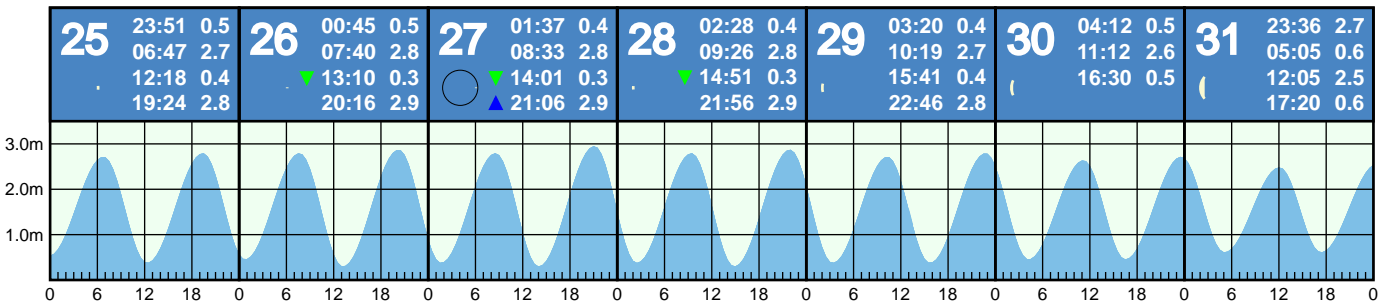 25 26 27 28 29 30 31
23:51 0.5 00:45 0.5 01:37 0.4 02:28 0.4 03:20 0.4 04:12 0.5 23:36 2.7
06:47 2.7 07:40 2.8 08:33 2.8 09:26 2.8 10:19 2.7 11:12 2.6 05:05 0.6
12:18 0.4 13:10 0.3 14:01 0.3 14:51 0.3 15:41 0.4 16:30 0.5 12:05 2.5
19:24 2.8 20:16 2.9 21:06 2.9 21:56 2.9 22:46 2.8 17:20 0.6
3.0m
2.0m
1.0m
0 6 12 18 0 6 12 18 0 6 12 18 0 6 12 18 0 6 12 18 0 6 12 18 0 6 12 18 0